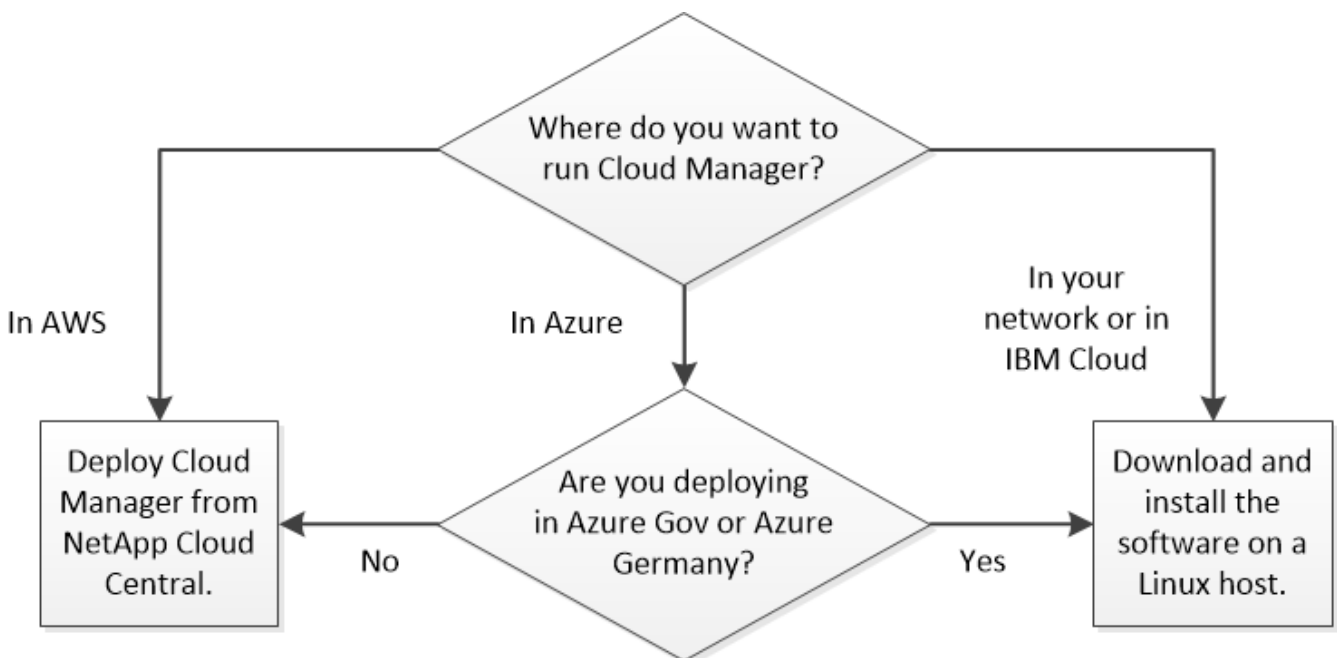 Where do you want to
run Cloud Manager?
In AWS
In Azure
In your
network or in
IBM Cloud
Deploy Cloud
Manager from
NetApp Cloud
Central.
No
Are you deploying
in Azure Gov or Azure
Germany?
Yes
Download and
install the
software on a
Linux host.